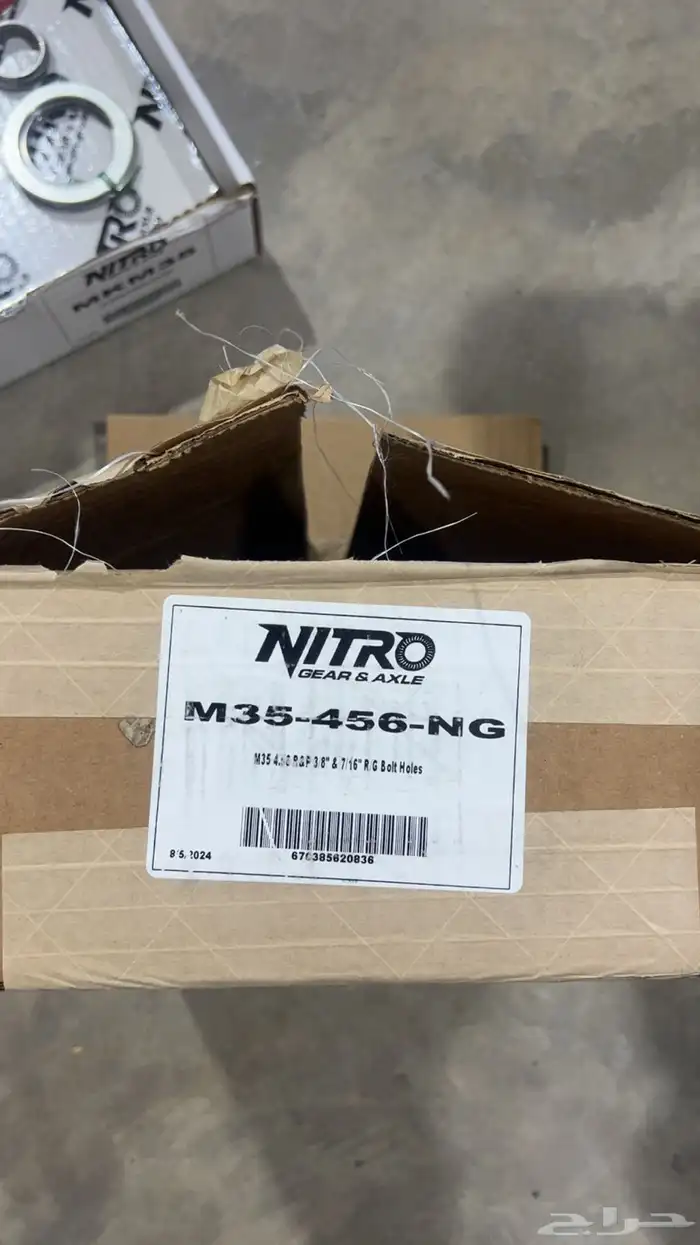 NITRO
MKM35
NITRO
GEAR & AXLE
M35-456-NG
M35 4.56 R&P 3/8" & 7/16" R/G Bolt Holes
8/5/2024
670385620836
حراج